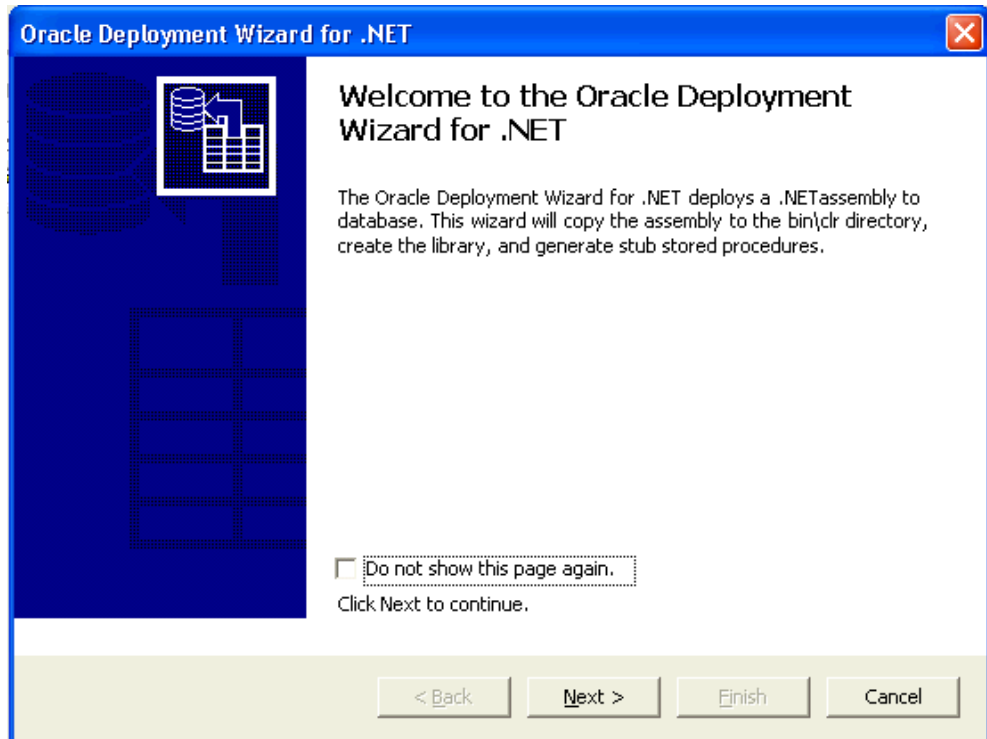 Oracle Deployment Wizard for .NET
Welcome to the Oracle Deployment
Wizard for .NET
The Oracle Deployment Wizard for .NET deploys a .NETassembly to
database. This wizard will copy the assembly to the bin\clr directory,
create the library, and generate stub stored procedures.
Do not show this page again.
Click Next to continue.
< Back
Next >
Finish
Cancel